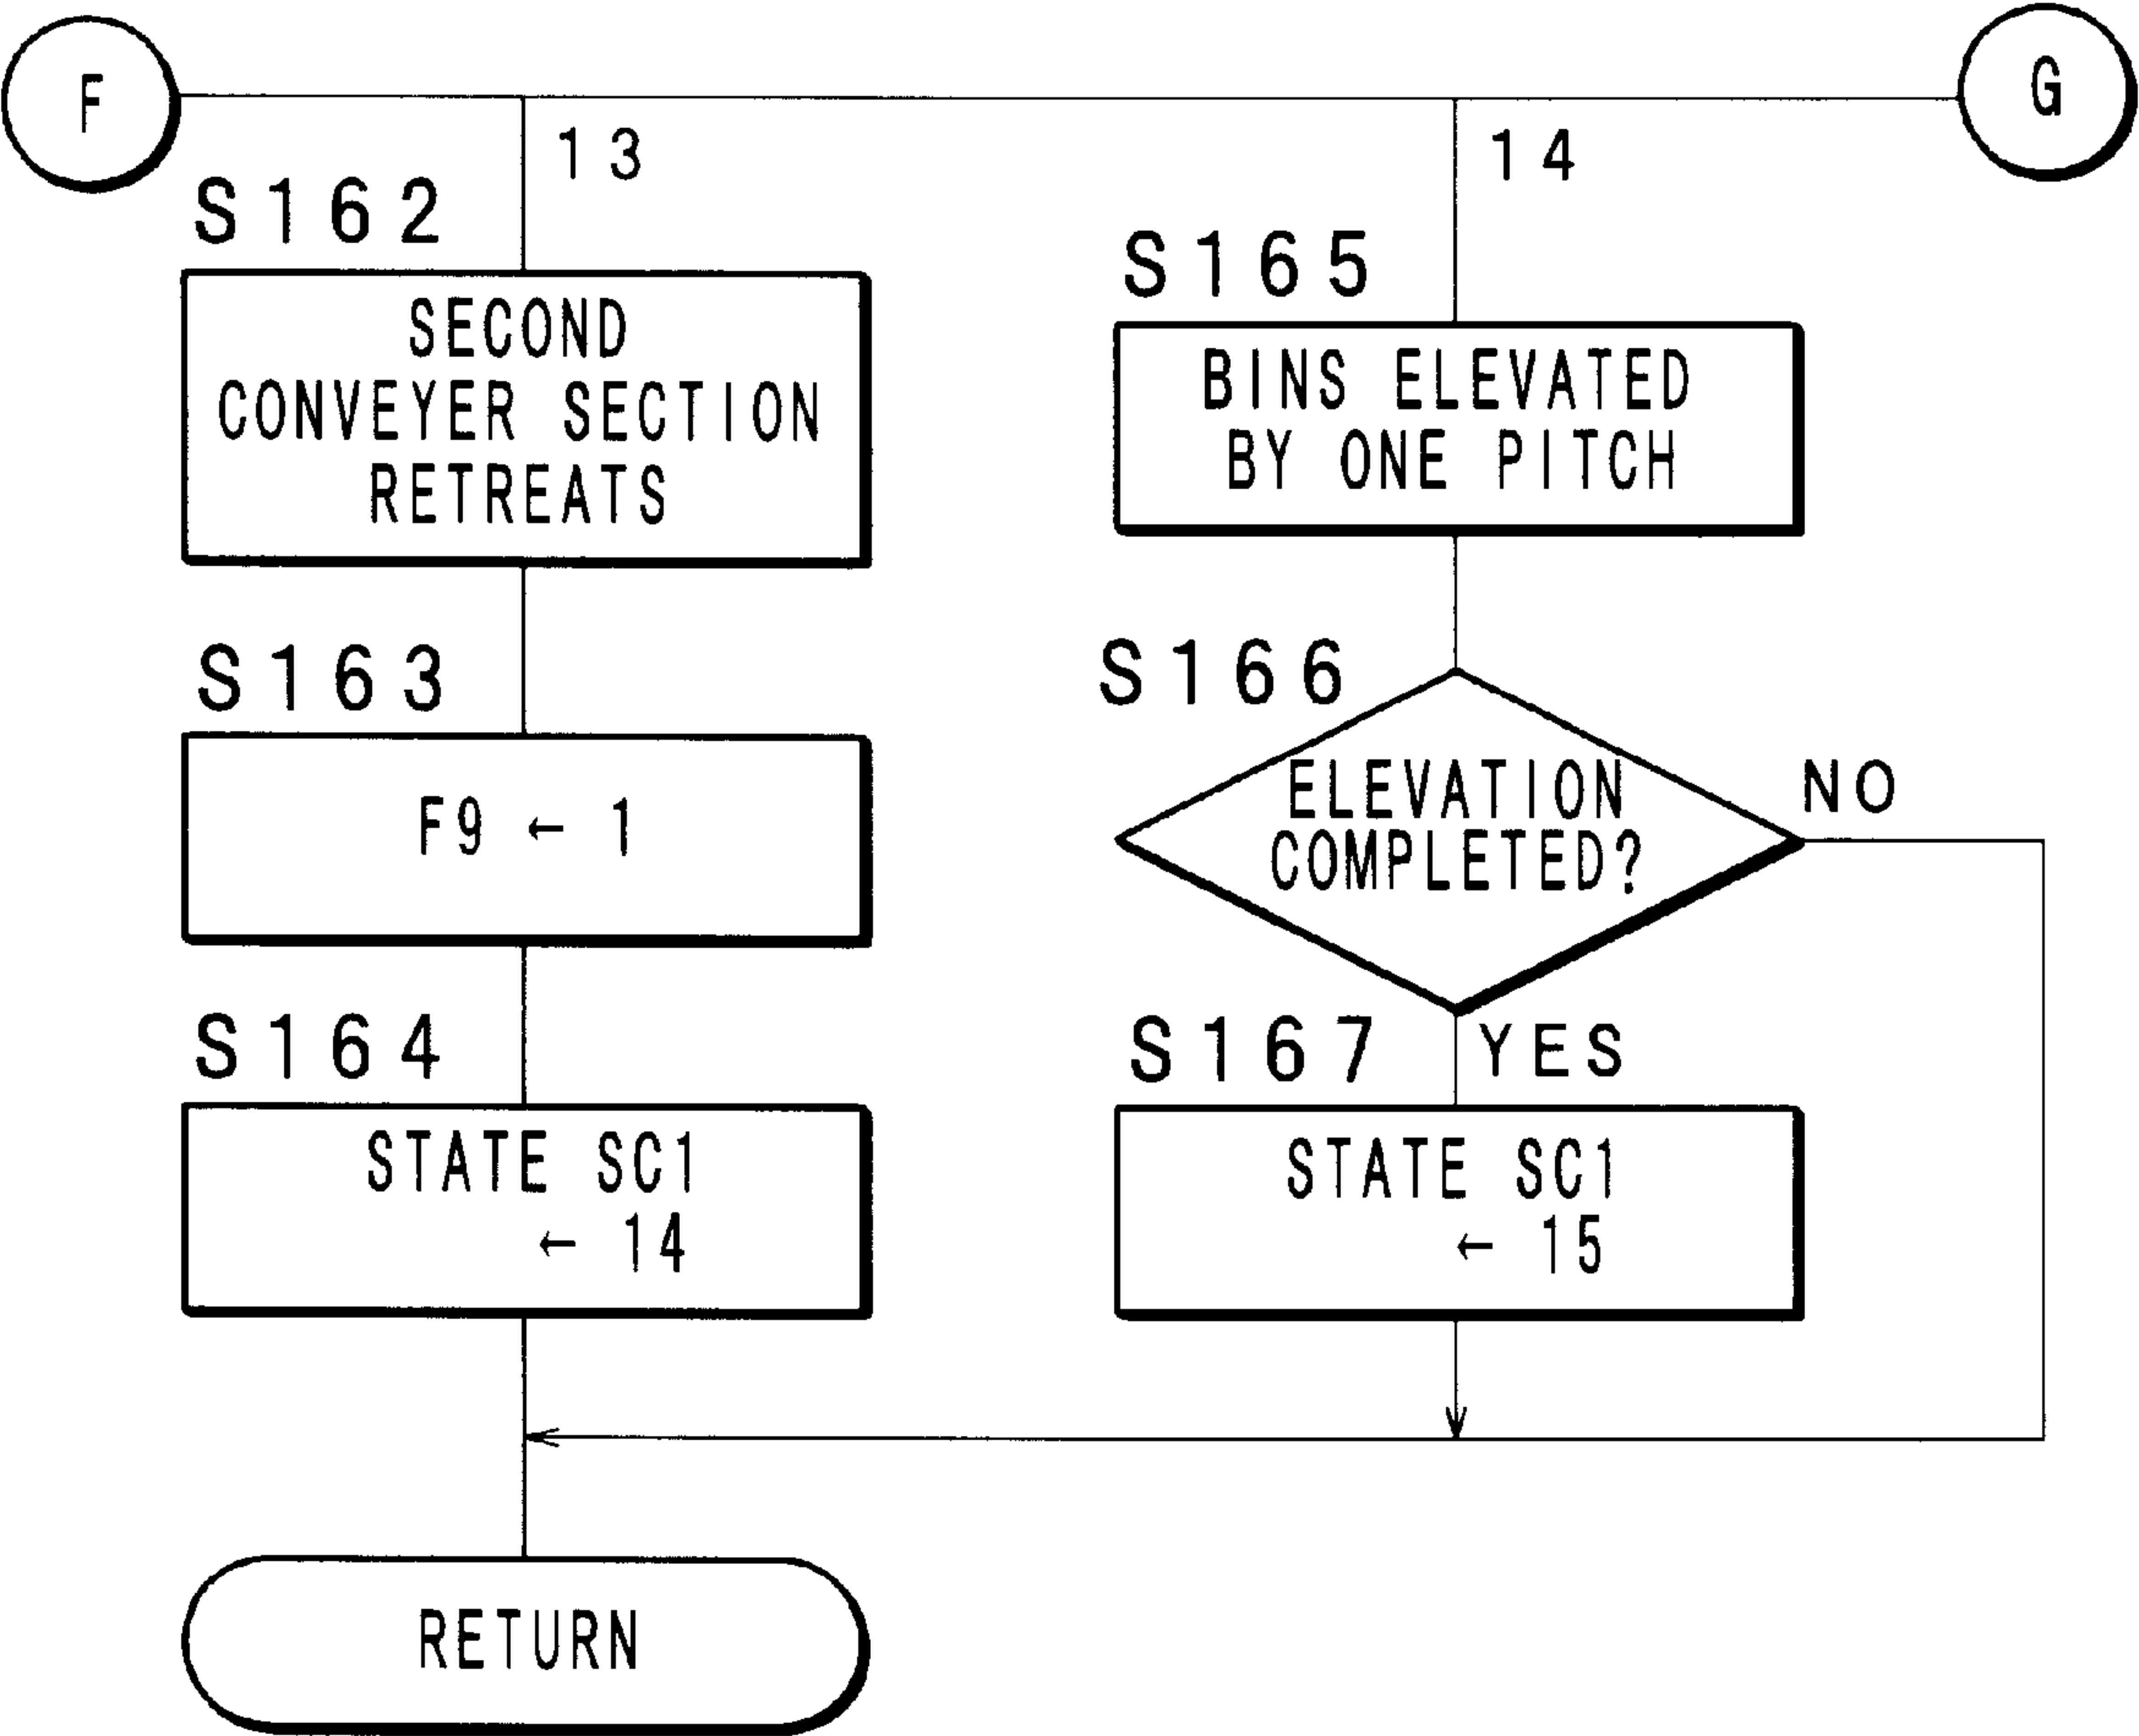 F
G
13
14
S162
SECOND
CONVEYER SECTION
RETREATS
S163
F9 ← 1
S164
STATE SC1
← 14
S165
BINS ELEVATED
BY ONE PITCH
S166
ELEVATION
COMPLETED?
NO
YES
S167
STATE SC1
← 15
RETURN